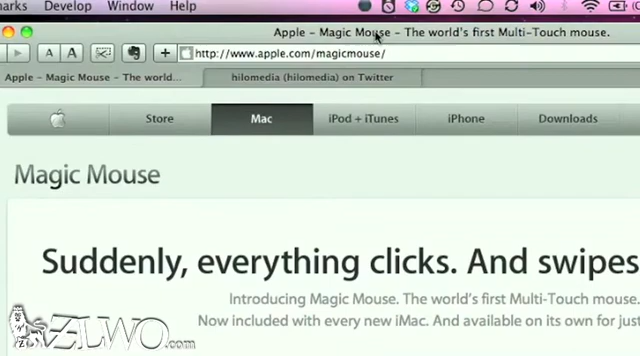 Develop Window Help
Apple – Magic Mouse – The world's first Multi-Touch mouse.
A A + http://www.apple.com/magicmouse/
Apple – Magic Mouse – The world... hilomedia (hilomedia) on Twitter
Store Mac iPod + iTunes iPhone Downloads
Magic Mouse
Suddenly, everything clicks. And swipes
Introducing Magic Mouse. The world's first Multi-Touch mouse.
Now included with every new iMac. And available on its own for just
ZLWO.com